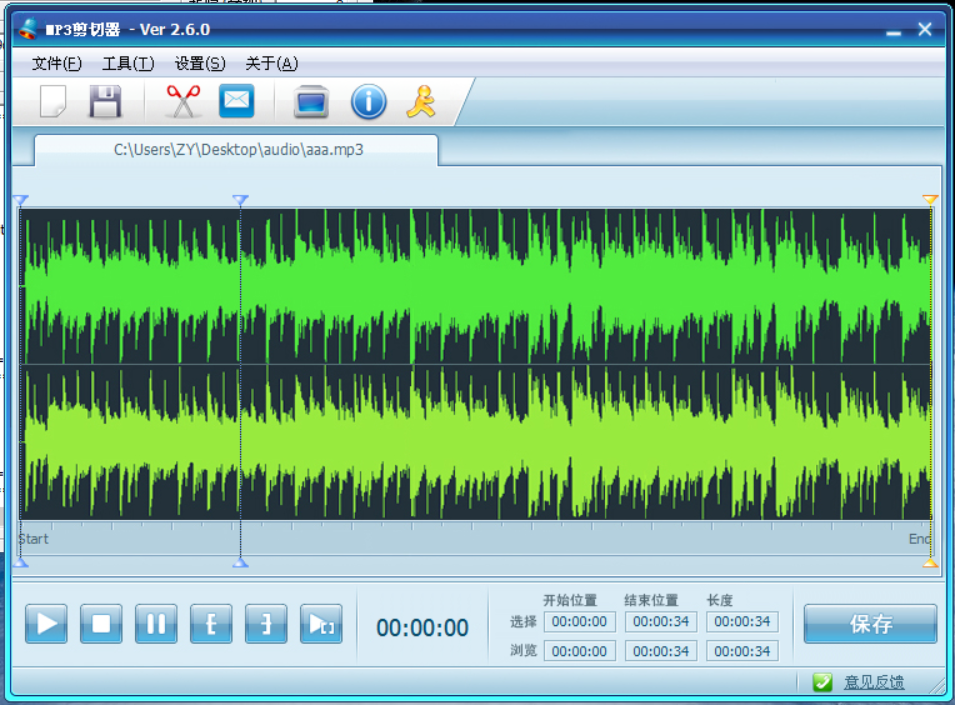 MP3剪切器 - Ver 2.6.0
文件(F) 工具(T) 设置(S) 关于(A)
C:\Users\ZY\Desktop\audio\aaa.mp3
Start End
开始位置 结束位置 长度
选择 00:00:00 00:00:34 00:00:34
00:00:00
浏览 00:00:00 00:00:34 00:00:34
保存
意见反馈